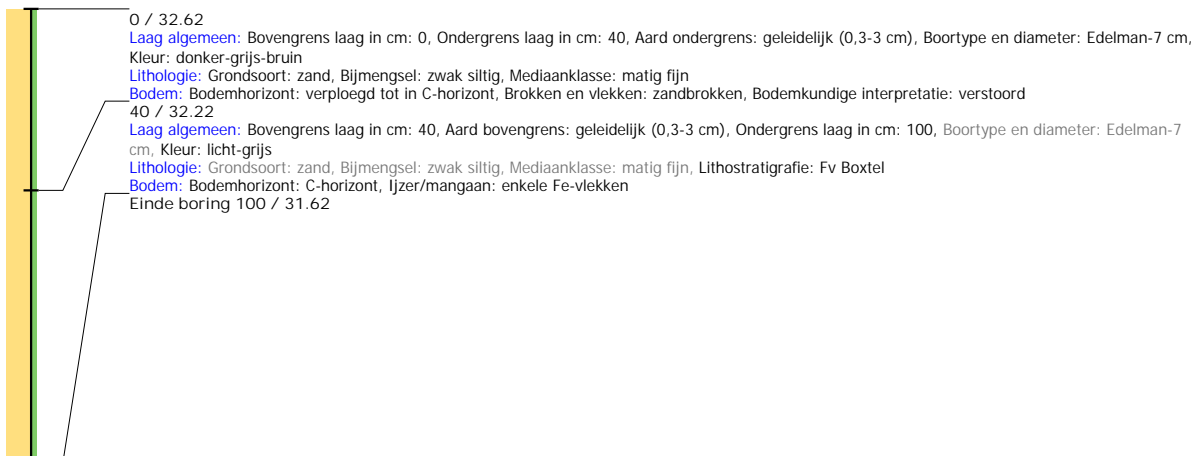 0 / 32.62
Laag algemeen: Bovengrens laag in cm: 0, Ondergrens laag in cm: 40, Aard ondergrens: geleidelijk (0,3-3 cm), Boortype en diameter: Edelman-7 cm,
Kleur: donker-grijs-bruin
Lithologie: Grondsoort: zand, Bijmengsel: zwak siltig, Mediaanklasse: matig fijn
Bodem: Bodemhorizont: verploegd tot in C-horizont, Brokken en vlekken: zandbrokken, Bodemkundige interpretatie: verstoord
40 / 32.22
Laag algemeen: Bovengrens laag in cm: 40, Aard bovengrens: geleidelijk (0,3-3 cm), Ondergrens laag in cm: 100, Boortype en diameter: Edelman-7
cm, Kleur: licht-grijs
Lithologie: Grondsoort: zand, Bijmengsel: zwak siltig, Mediaanklasse: matig fijn, Lithostratigrafie: Fv Boxtel
Bodem: Bodemhorizont: C-horizont, Ijzer/mangaan: enkele Fe-vlekken
Einde boring 100 / 31.62